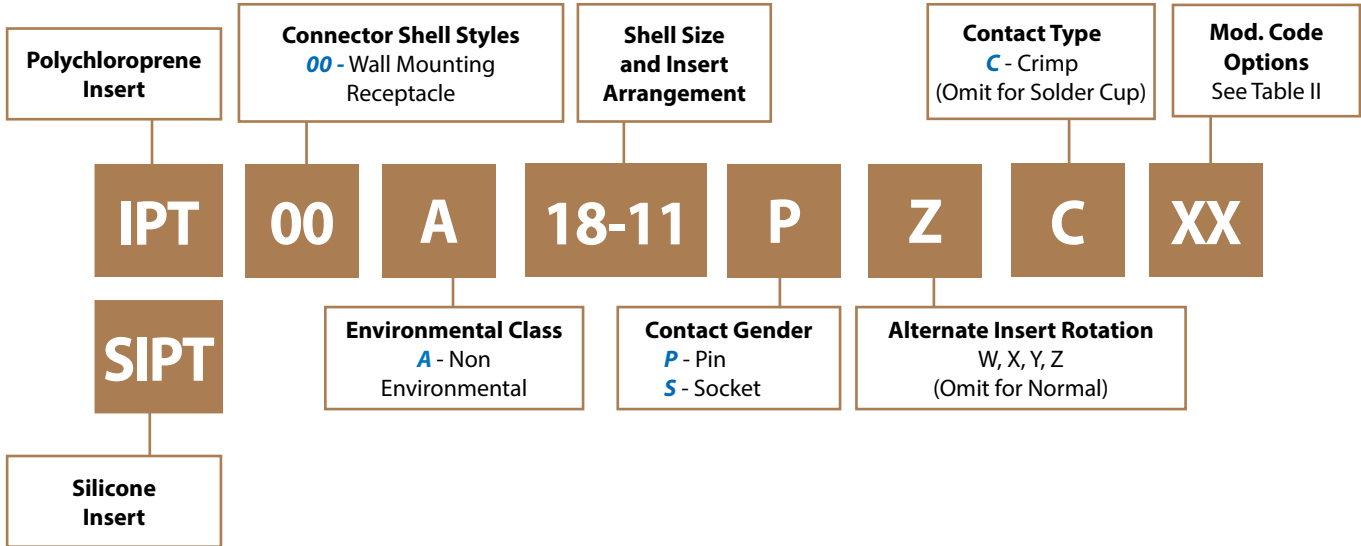 Polychloroprene
Insert
Connector Shell Styles
00 - Wall Mounting
Receptacle
Shell Size
and Insert
Arrangement
Contact Type
C - Crimp
(Omit for Solder Cup)
Mod. Code
Options
See Table II
IPT 00 A 18-11 P Z C XX
SIPT
Environmental Class
A - Non
Environmental
Contact Gender
P - Pin
S - Socket
Alternate Insert Rotation
W, X, Y, Z
(Omit for Normal)
Silicone
Insert